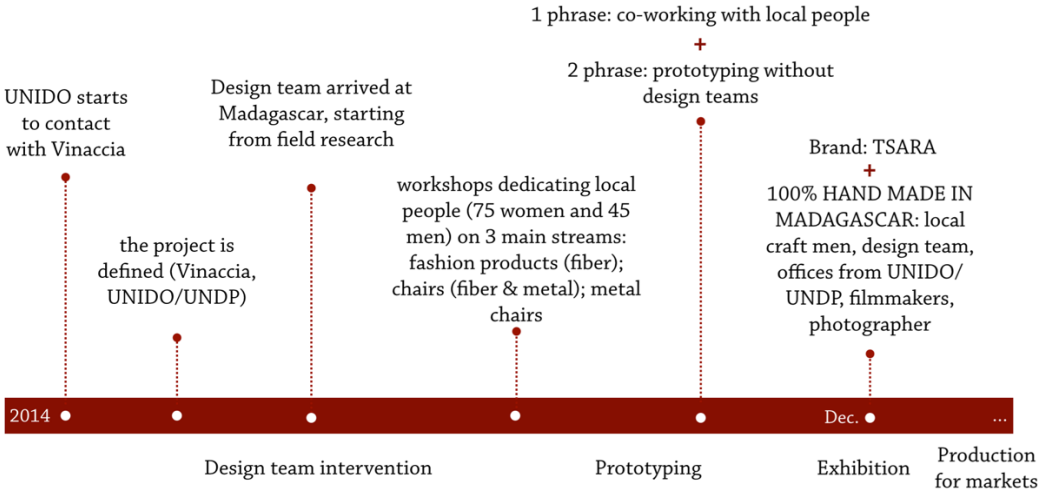 UNIDO starts
to contact
with Vinaccia
the project is
defined (Vinaccia,
UNIDO/UNDP)
Design team arrived at
Madagascar, starting
from field research
workshops dedicating local
people (75 women and 45
men) on 3 main streams:
fashion products (fiber);
chairs (fiber & metal); metal
chairs
1 phrase: co-working with local people
+
2 phrase: prototyping without
design teams
Brand: TSARA
+
100% HAND MADE IN
MADAGASCAR: local
craft men, design team,
offices from UNIDO/
UNDP, filmmakers,
photographer
2014
Dec.
...
Design team intervention
Prototyping
Exhibition
Production
for markets